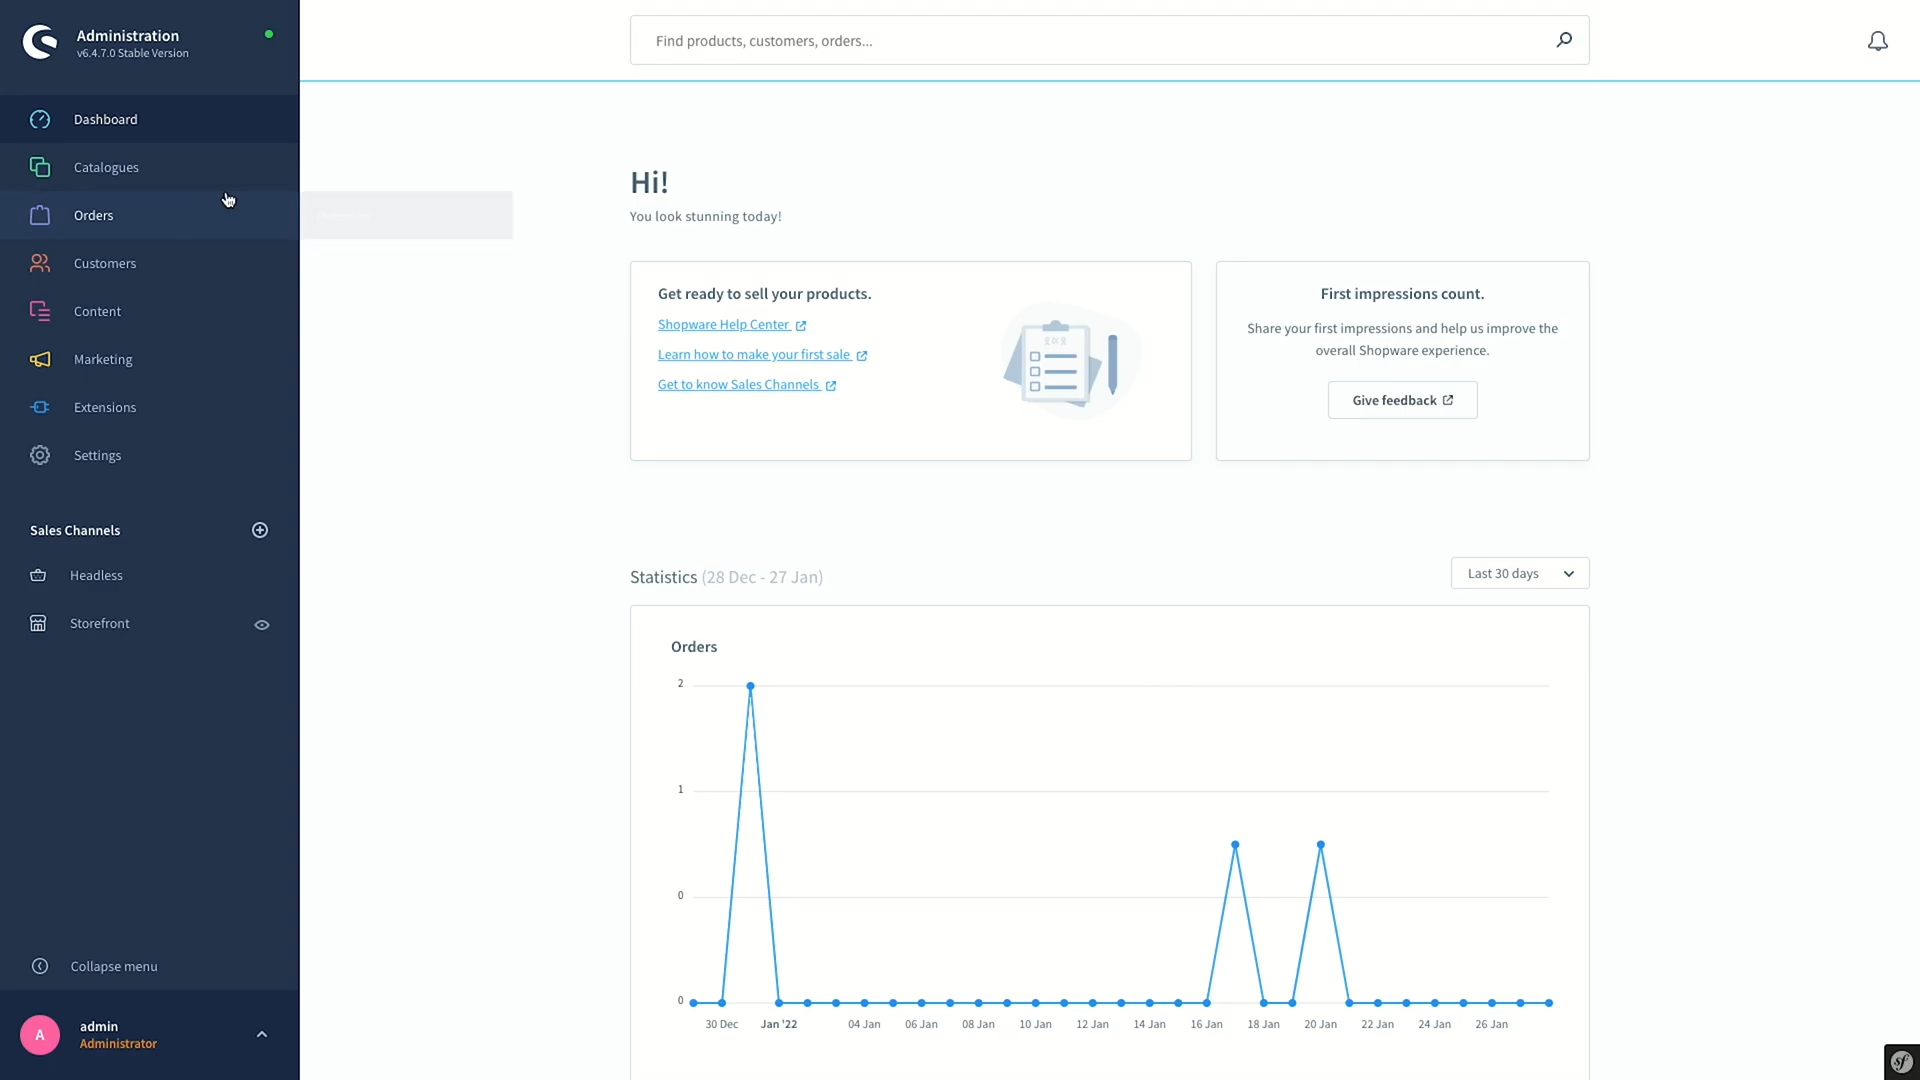 Administration
v6.4.7.0 Stable Version
Dashboard
Catalogues
Orders
Customers
Content
Marketing
Extensions
Settings
Sales Channels
Headless
Storefront
Collapse menu
A
admin
Administrator
Find products, customers, orders...
Hi!
You look stunning today!
Get ready to sell your products.
Shopware Help Center
Learn how to make your first sale
Get to know Sales Channels
First impressions count.
Share your first impressions and help us improve the
overall Shopware experience.
Give feedback
Statistics (28 Dec - 27 Jan)
Last 30 days
Orders
2
1
0
0
30 Dec Jan '22 04 Jan 06 Jan 08 Jan 10 Jan 12 Jan 14 Jan 16 Jan 18 Jan 20 Jan 22 Jan 24 Jan 26 Jan
sf